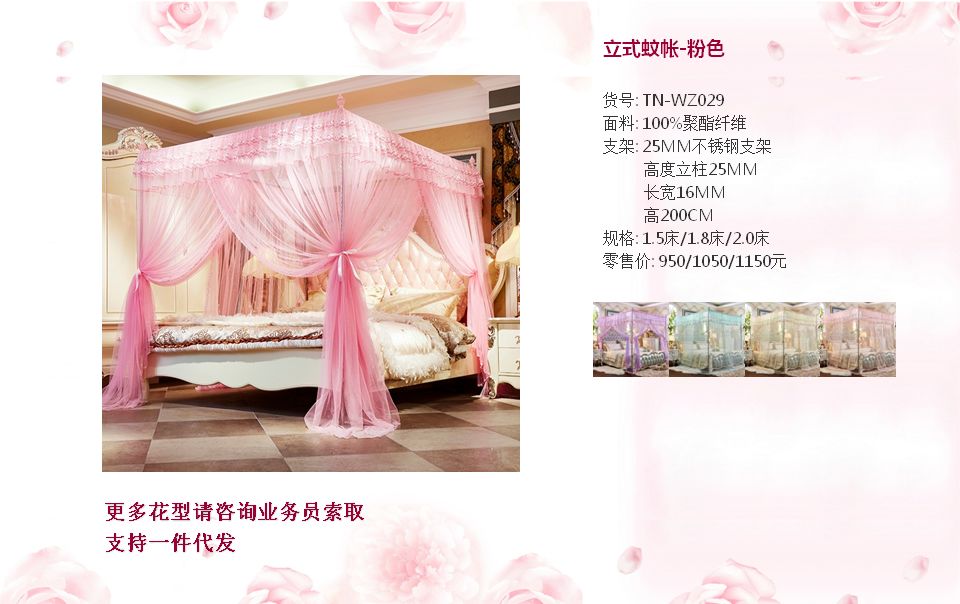 立式蚊帐-粉色
货号: TN-WZ029
面料: 100%聚酯纤维
支架: 25MM不锈钢支架
高度立柱25MM
长宽16MM
高200CM
规格: 1.5床/1.8床/2.0床
零售价: 950/1050/1150元
更多花型请咨询业务员索取
支持一件代发